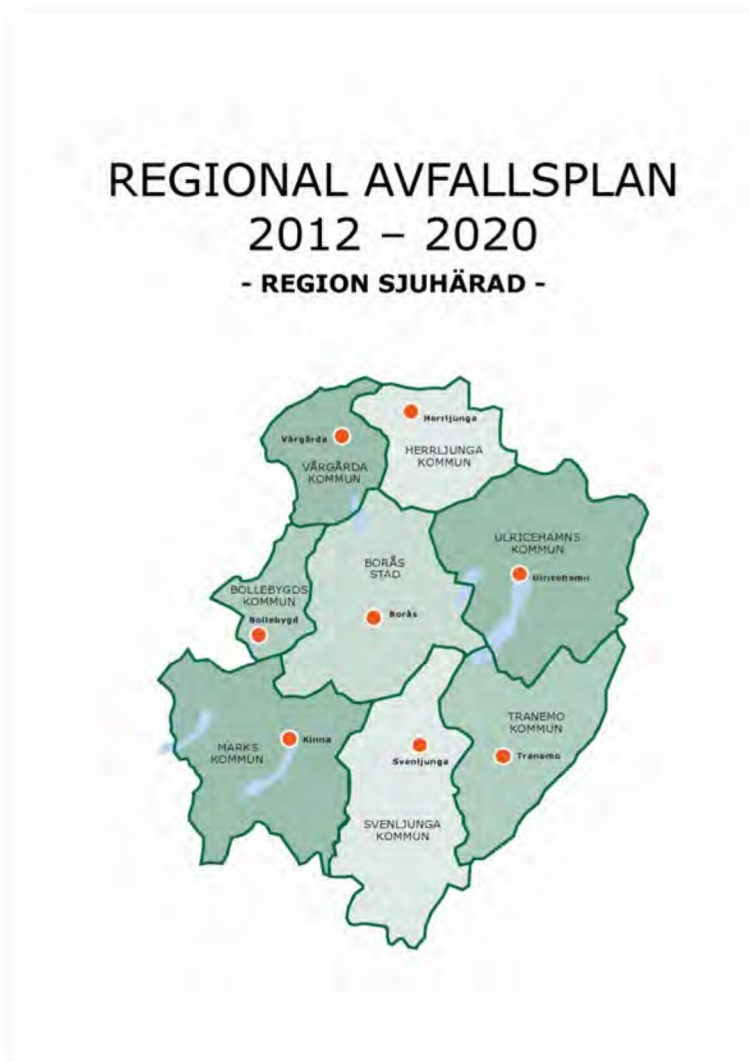 REGIONAL AVFALLSPLAN
2012 – 2020
- REGION SJUHÄRAD -
Herrljunga
Vårgårda
HERRLJUNGA
KOMMUN
VÅRGÅRDA
KOMMUN
ULRICEHAMNS
KOMMUN
Ulricehamn
BORÅS
STAD
BOLLEBYGDS
KOMMUN
Bollebygd
Borås
TRANEMO
KOMMUN
Tranemo
MARKS
KOMMUN
Kinna
Svenljunga
SVENLJUNGA
KOMMUN